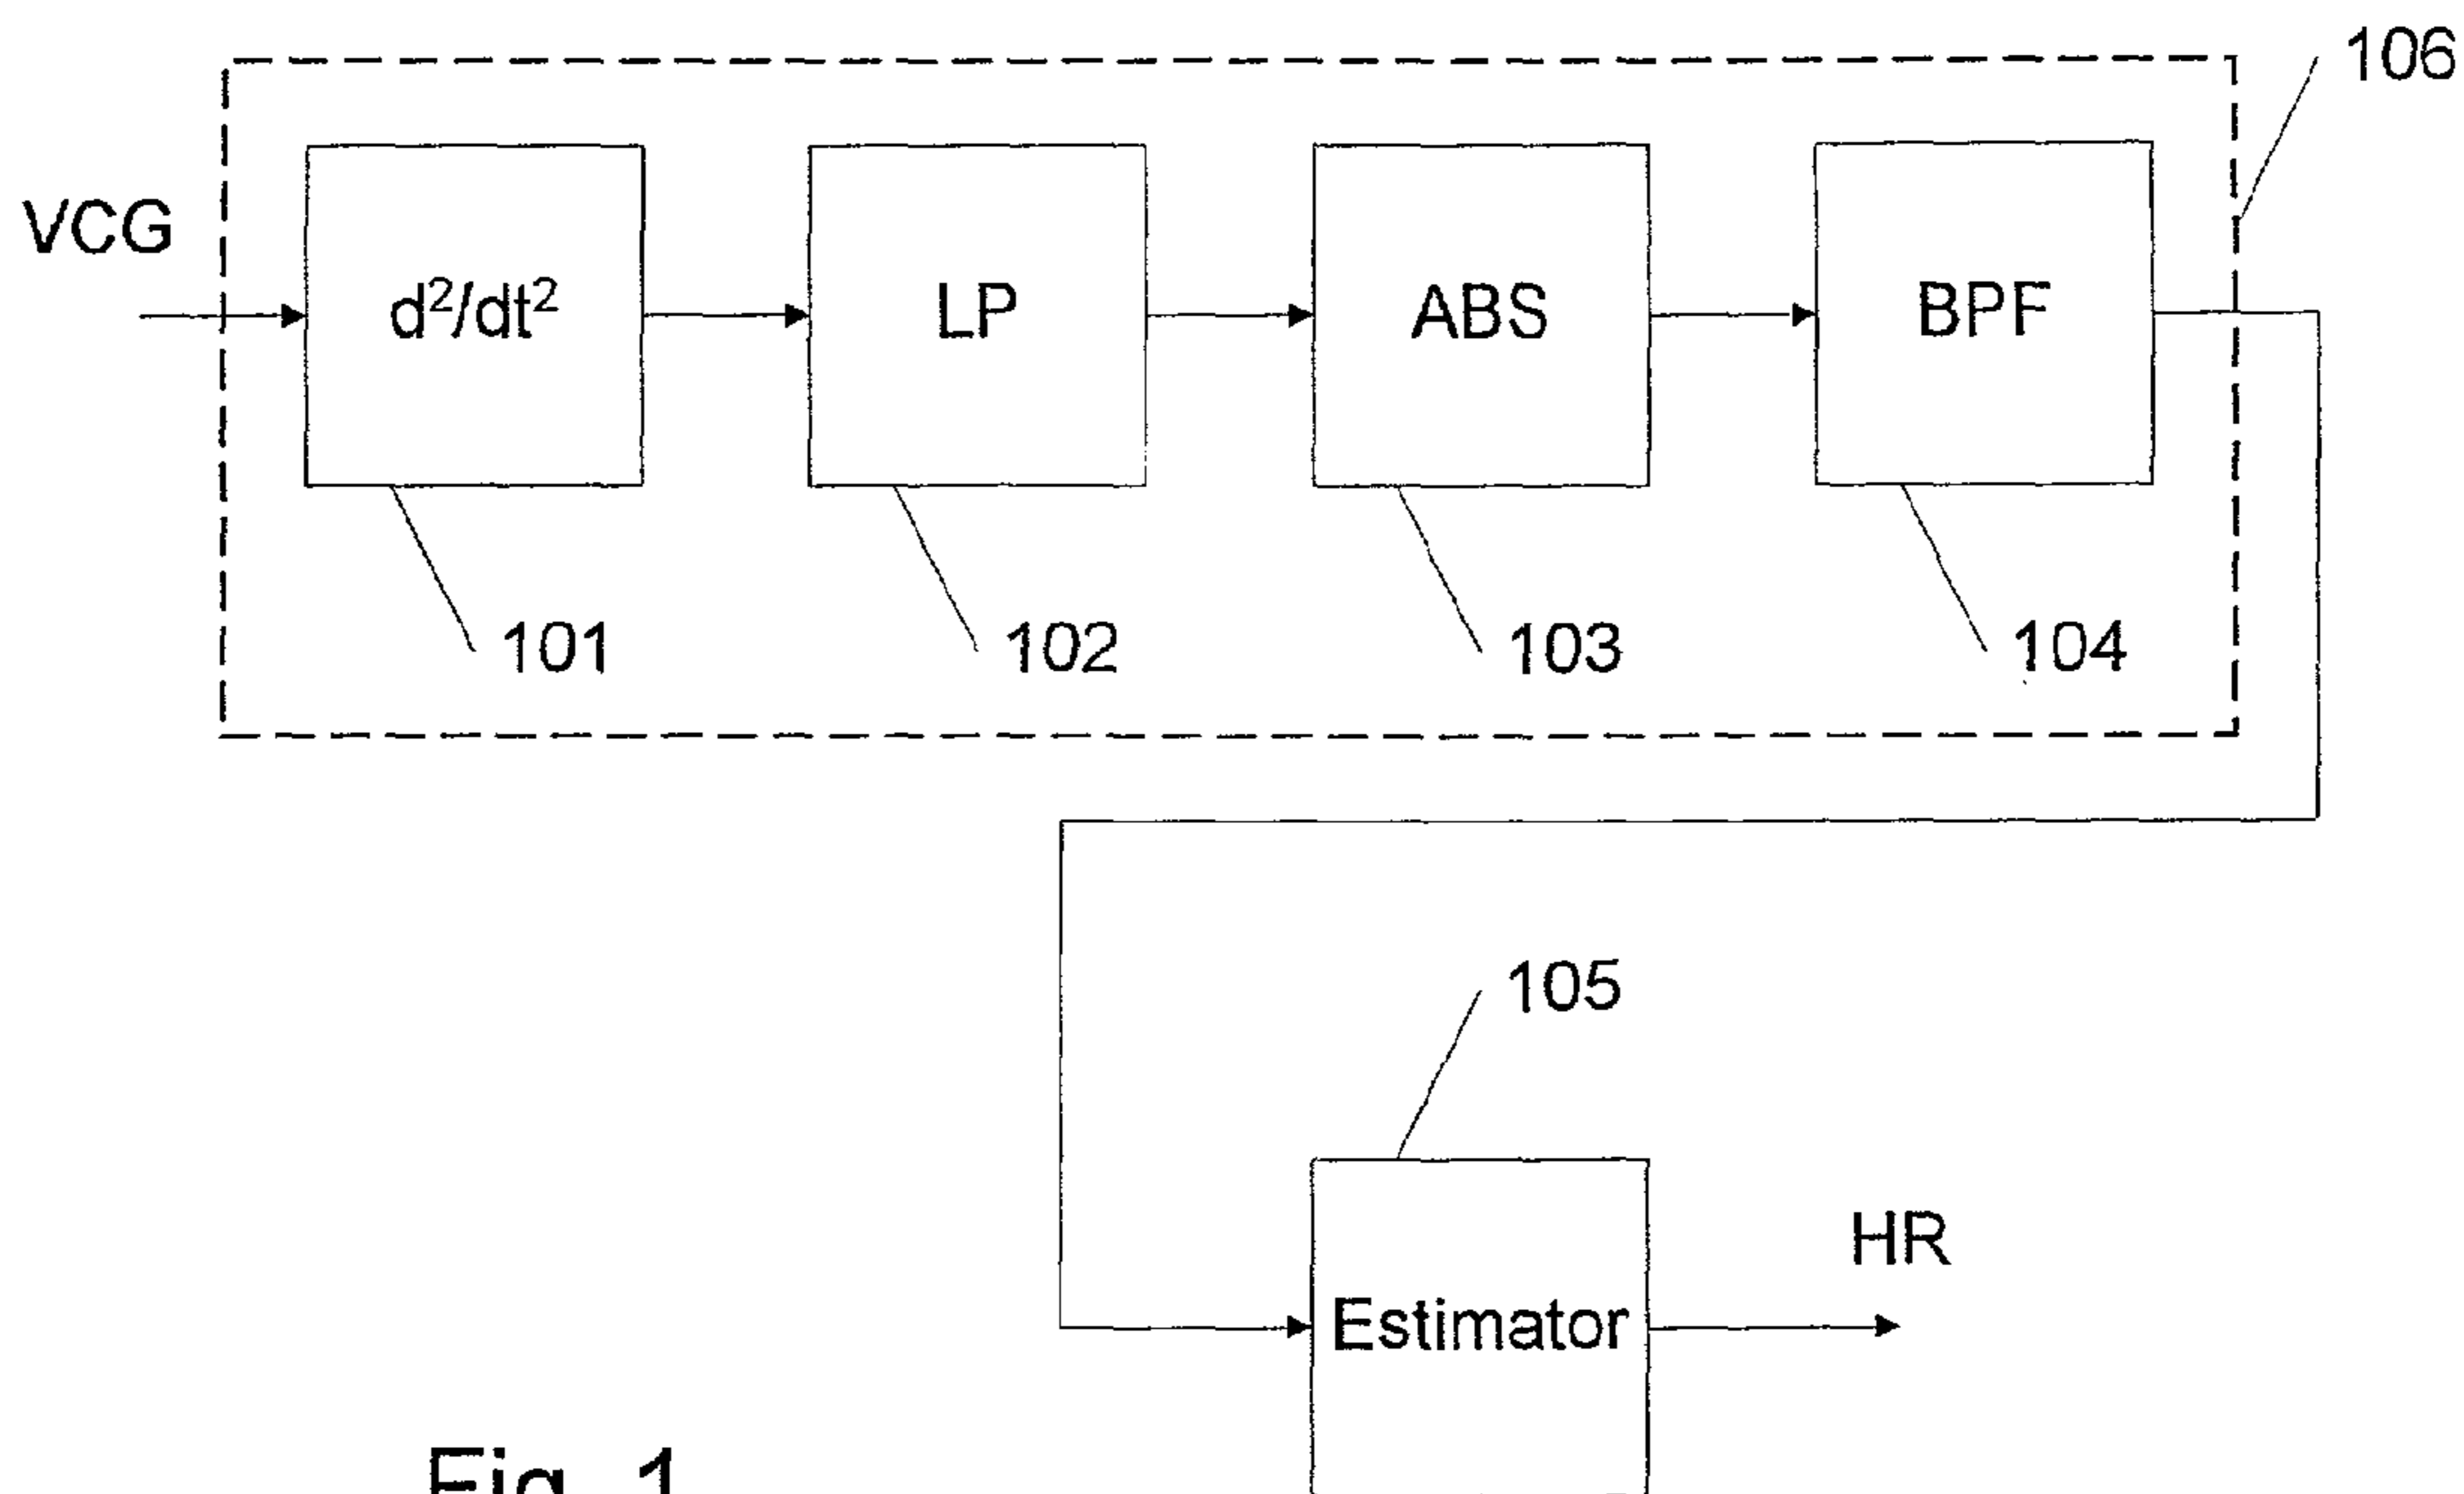 106
VCG
d²/dt²
LP
ABS
BPF
101
102
103
104
105
HR
Estimator
Fig. 1